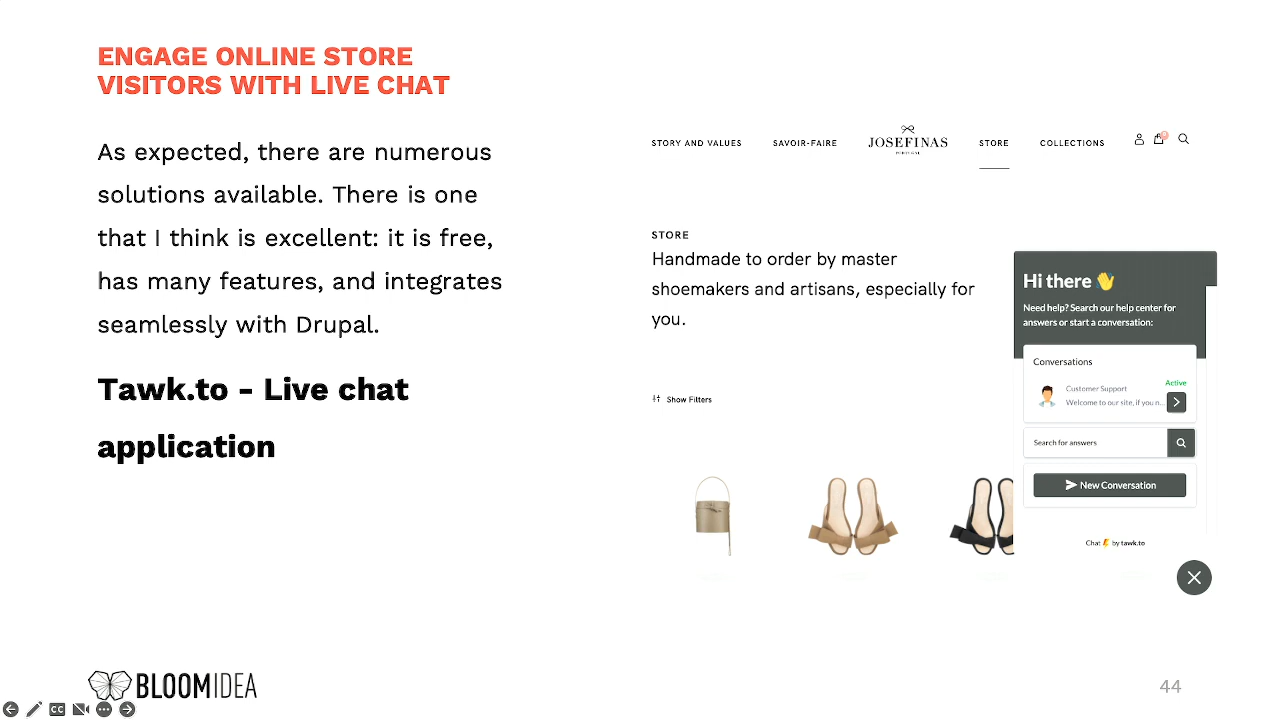 ENGAGE ONLINE STORE
VISITORS WITH LIVE CHAT
As expected, there are numerous
solutions available. There is one
that I think is excellent: it is free,
has many features, and integrates
seamlessly with Drupal.
Tawk.to - Live chat
application
STORY AND VALUES
SAVOIR-FAIRE
JOSEFINAS
PORTUGAL
STORE
COLLECTIONS
STORE
Handmade to order by master
shoemakers and artisans, especially for
you.
Show Filters
Hi there 👋
Need help? Search our help center for
answers or start a conversation:
Conversations
Customer Support
Active
Welcome to our site, if you n...
Search for answers
New Conversation
Chat ⚡ by tawk.to
BLOOMIDEA
CC
44